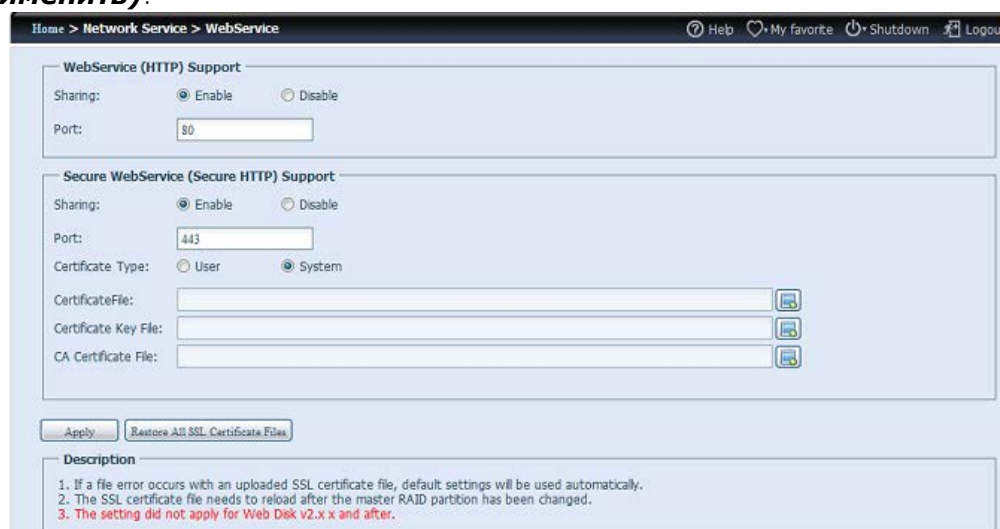 именить).
Home > Network Service > WebService Help My favorite Shutdown Logou
WebService (HTTP) Support
Sharing: Enable Disable
Port: 80
Secure WebService (Secure HTTP) Support
Sharing: Enable Disable
Port: 443
Certificate Type: User System
CertificateFile:
Certificate Key File:
CA Certificate File:
Apply Restore All SSL Certificate Files
Description
1. If a file error occurs with an uploaded SSL certificate file, default settings will be used automatically.
2. The SSL certificate file needs to reload after the master RAID partition has been changed.
3. The setting did not apply for Web Disk v2.x x and after.